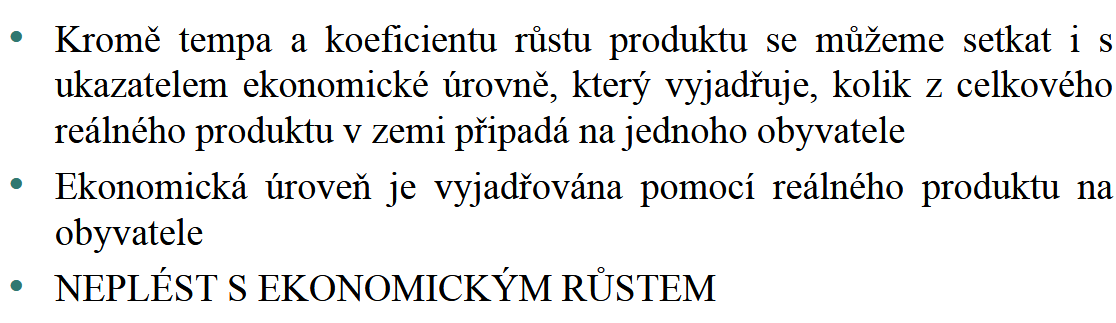 • Kromě tempa a koeficientu růstu produktu se můžeme setkat i s
ukazatelem ekonomické úrovně, který vyjadřuje, kolik z celkového
reálného produktu v zemi připadá na jednoho obyvatele
• Ekonomická úroveň je vyjadřována pomocí reálného produktu na
obyvatele
• NEPLÉST S EKONOMICKÝM RŮSTEM